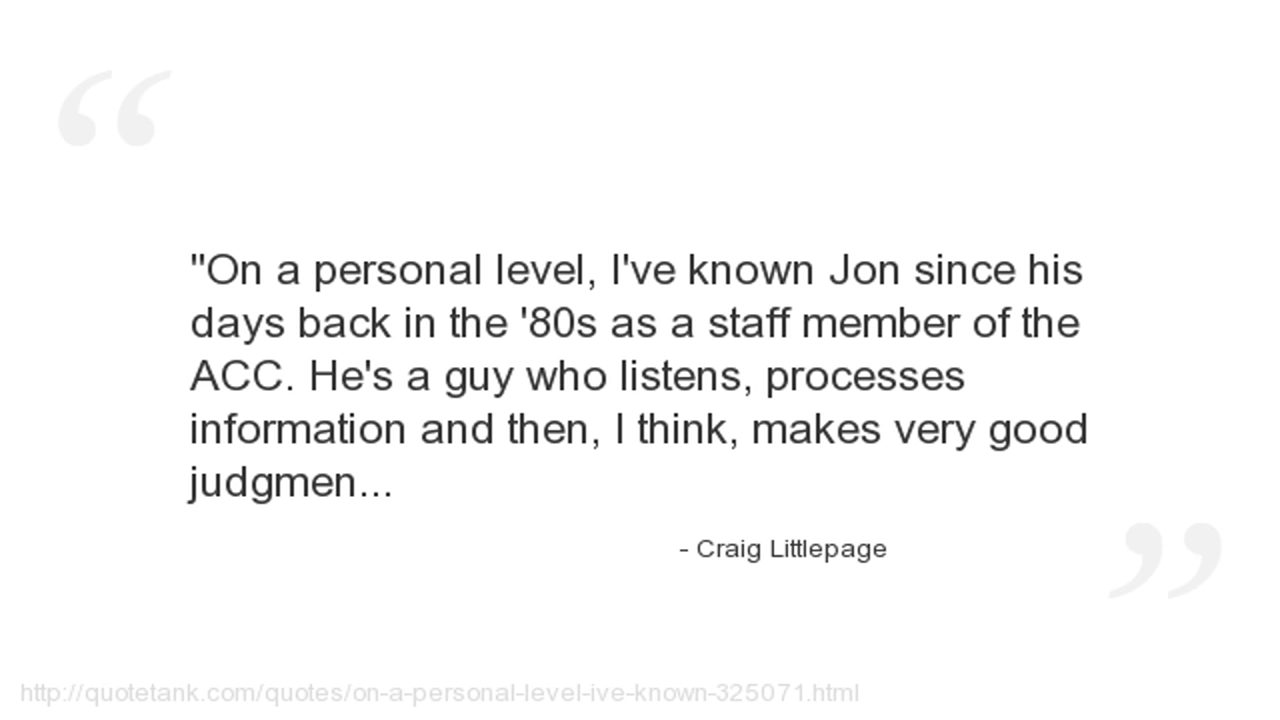 "On a personal level, I've known Jon since his
days back in the '80s as a staff member of the
ACC. He's a guy who listens, processes
information and then, I think, makes very good
judgmen...
- Craig Littlepage
http://quotetank.com/quotes/on-a-personal-level-ive-known-325071.html